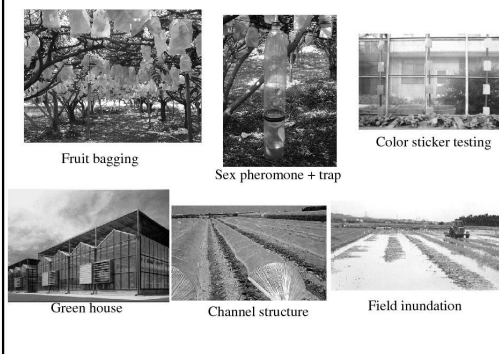 Fruit bagging
Sex pheromone + trap
Color sticker testing
Green house
Channel structure
Field inundation